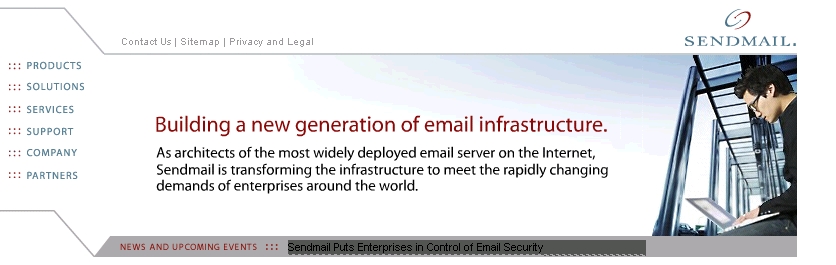 Contact Us | Sitemap | Privacy and Legal
SENDMAIL.
::: PRODUCTS
::: SOLUTIONS
::: SERVICES
::: SUPPORT
::: COMPANY
::: PARTNERS
Building a new generation of email infrastructure.
As architects of the most widely deployed email server on the Internet,
Sendmail is transforming the infrastructure to meet the rapidly changing
demands of enterprises around the world.
NEWS AND UPCOMING EVENTS ::: Sendmail Puts Enterprises in Control of Email Security